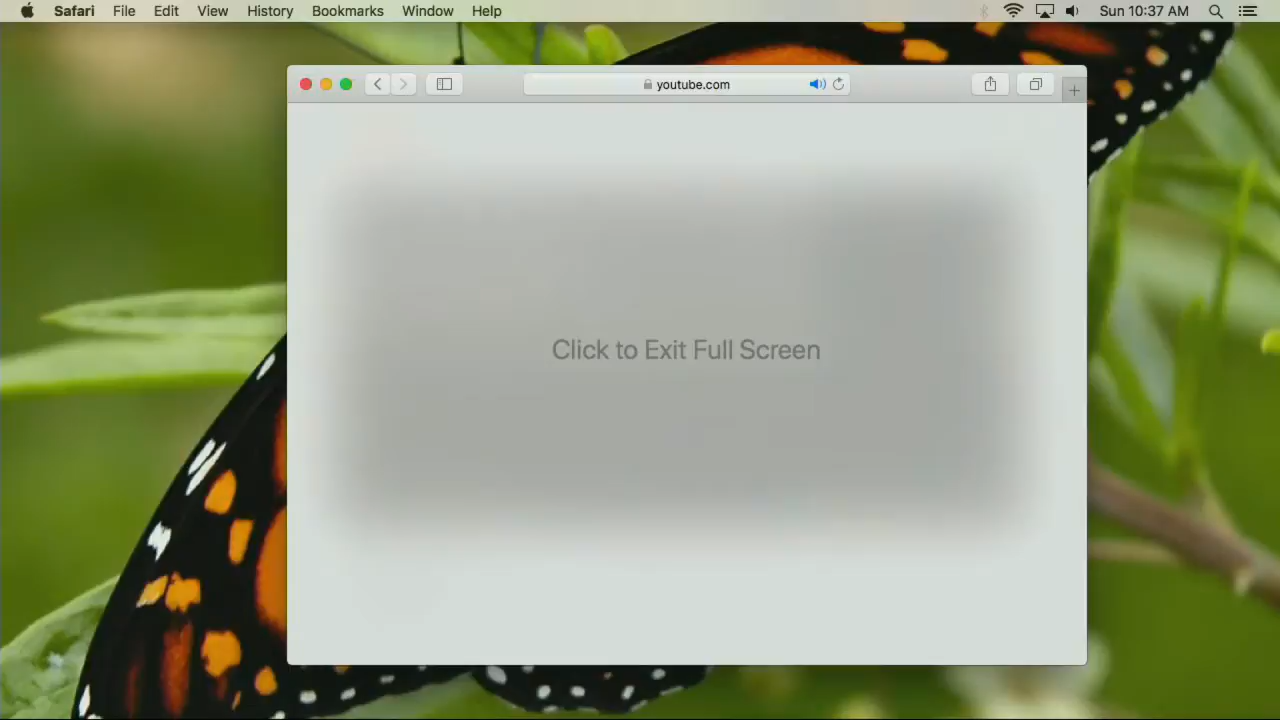 Safari File Edit View History Bookmarks Window Help Sun 10:37 AM
youtube.com
Click to Exit Full Screen